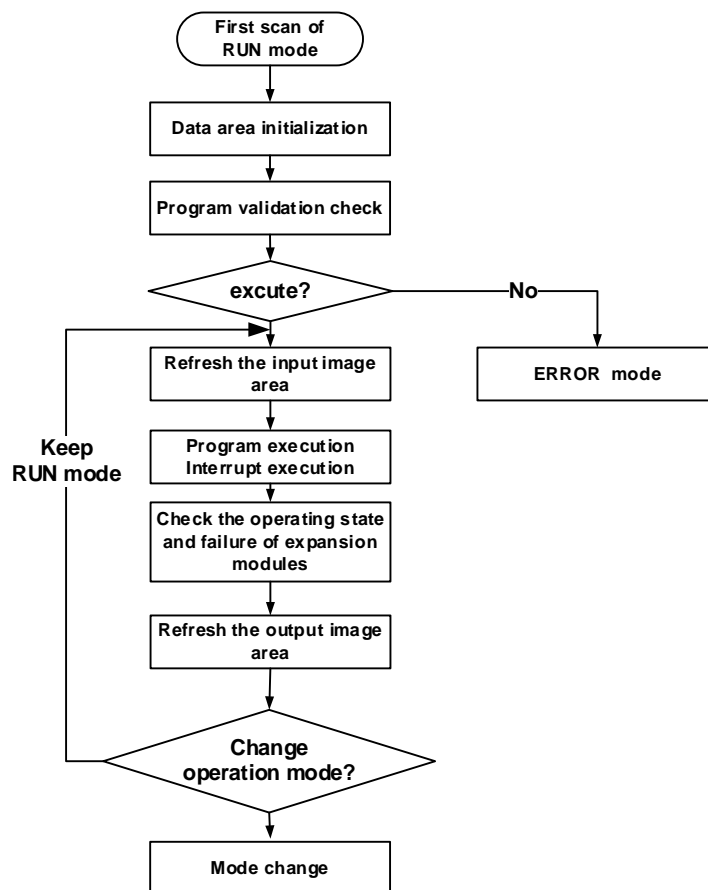 First scan of
RUN mode
Data area initialization
Program validation check
excute?
No
Refresh the input image
area
ERROR mode
Keep
RUN mode
Program execution
Interrupt execution
Check the operating state
and failure of expansion
modules
Refresh the output image
area
Change
operation mode?
Mode change